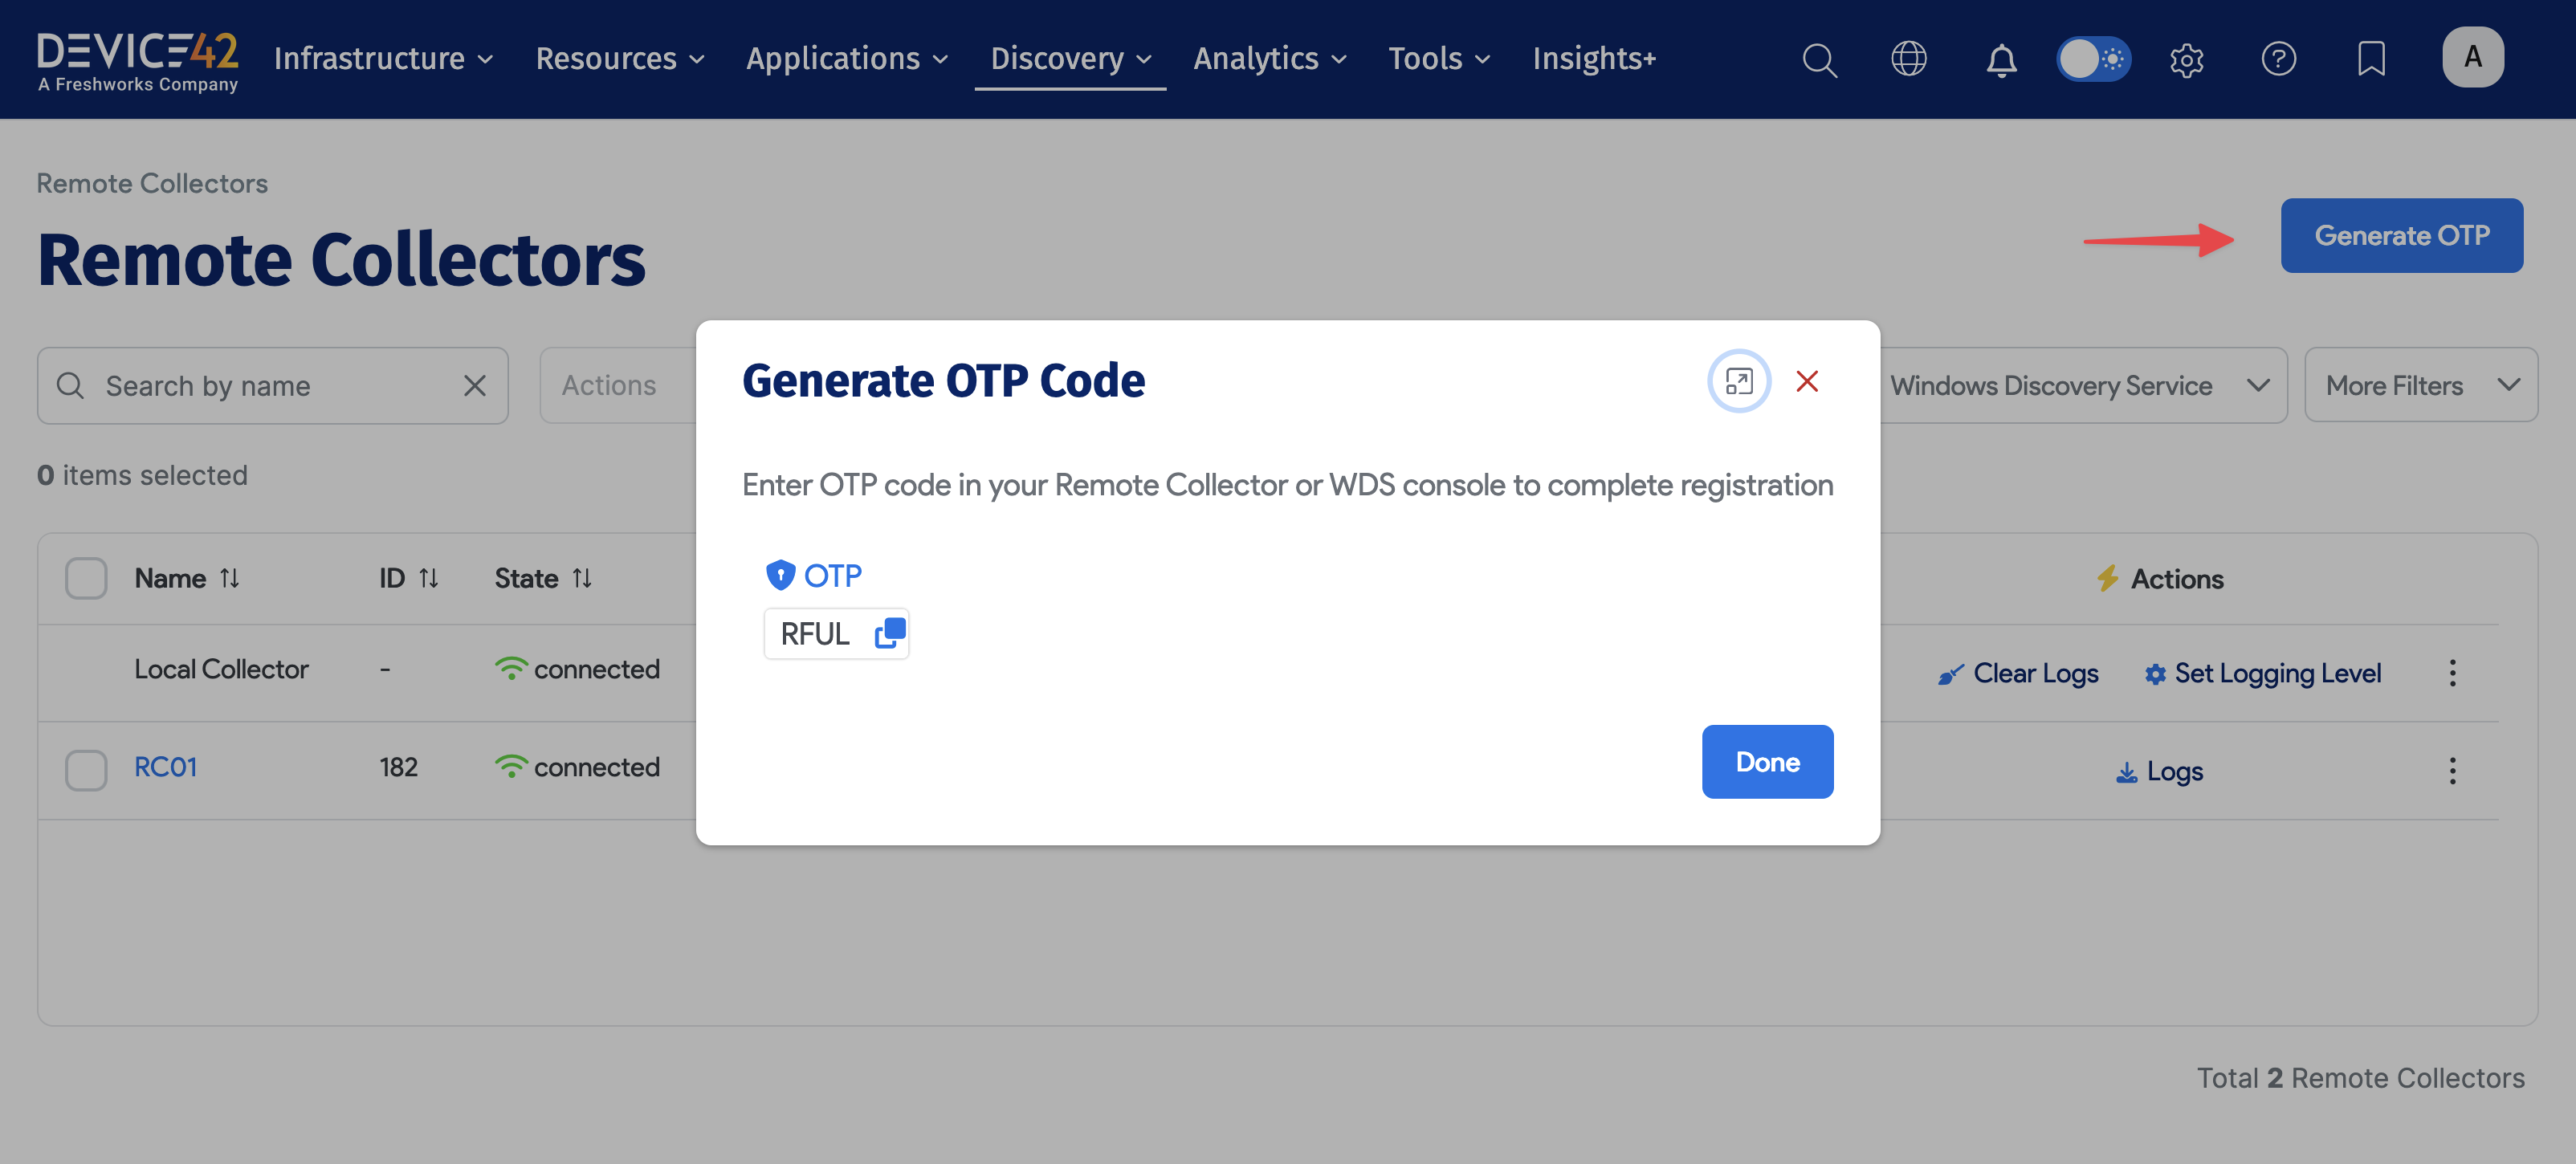 DEVICE42
A Freshworks Company
Infrastructure Resources Applications Discovery Analytics Tools Insights+
A
Remote Collectors
Remote Collectors
Generate OTP
Search by name
Actions
Windows Discovery Service
More Filters
0 items selected
Name ID State Actions
Local Collector - connected Clear Logs Set Logging Level
RC01 182 connected Logs
Total 2 Remote Collectors
Generate OTP Code
Enter OTP code in your Remote Collector or WDS console to complete registration
OTP
RFUL
Done